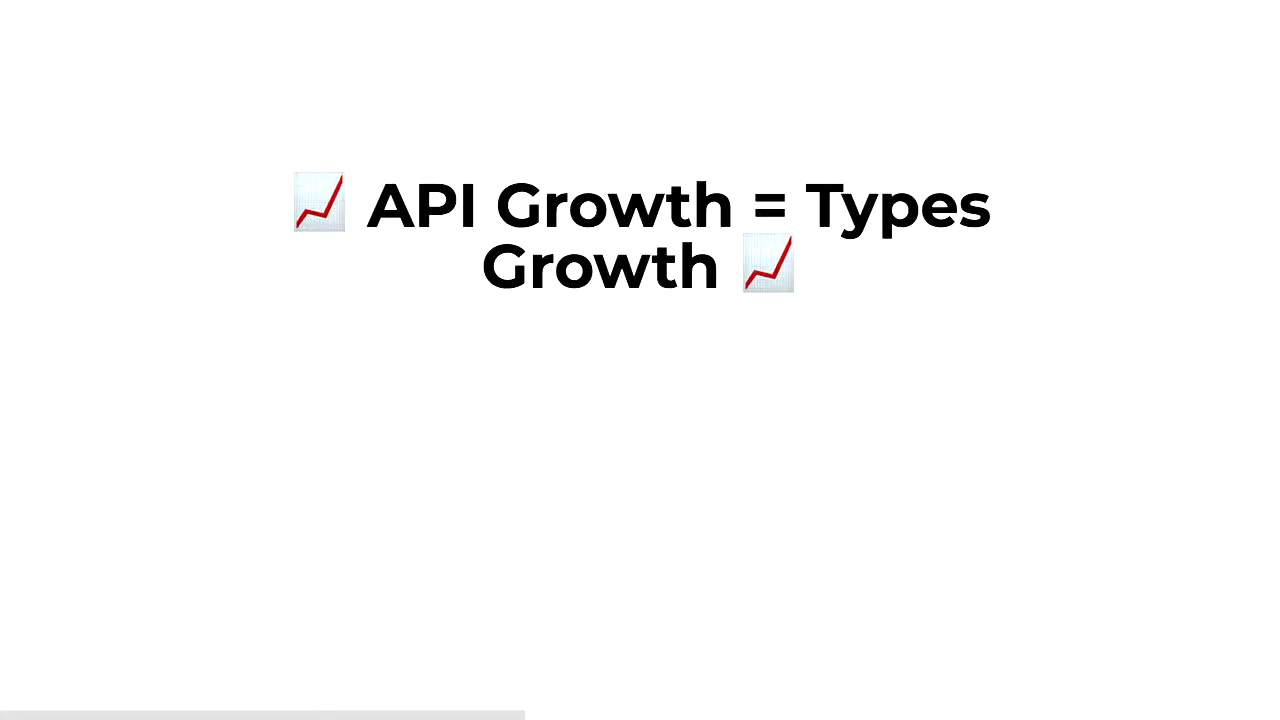 📈 API Growth = Types
Growth 📈